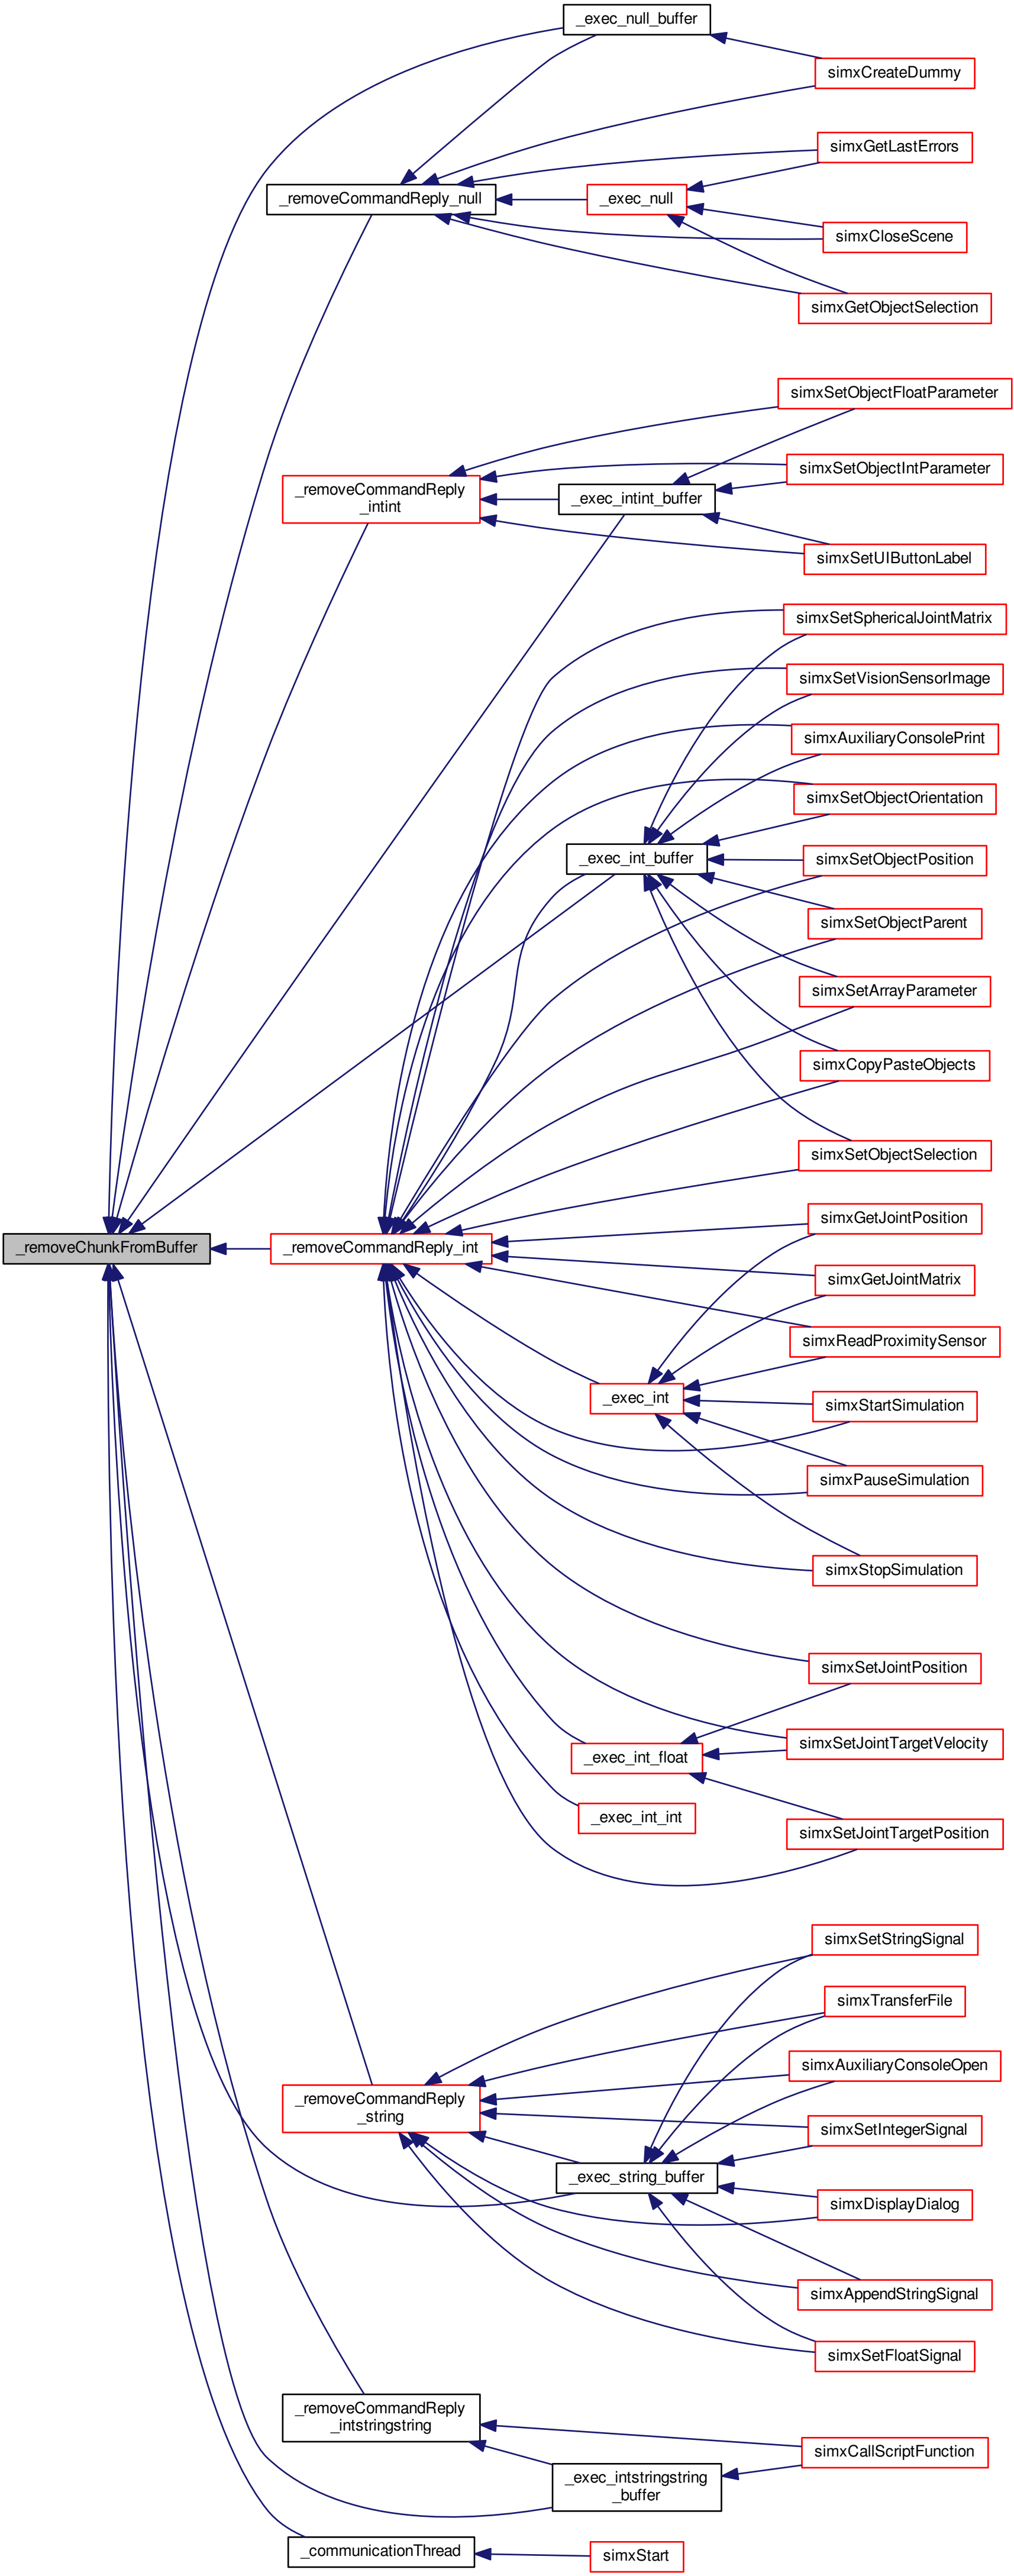 _exec_null_buffer
simxCreateDummy
simxGetLastErrors
_removeCommandReply_null
_exec_null
simxCloseScene
simxGetObjectSelection
simxSetObjectFloatParameter
simxSetObjectIntParameter
_removeCommandReply
_intint
_exec_intint_buffer
simxSetUIButtonLabel
simxSetSphericalJointMatrix
simxSetVisionSensorImage
simxAuxiliaryConsolePrint
simxSetObjectOrientation
_exec_int_buffer
simxSetObjectPosition
simxSetObjectParent
simxSetArrayParameter
simxCopyPasteObjects
simxSetObjectSelection
simxGetJointPosition
_removeChunkFromBuffer
_removeCommandReply_int
simxGetJointMatrix
simxReadProximitySensor
_exec_int
simxStartSimulation
simxPauseSimulation
simxStopSimulation
simxSetJointPosition
simxSetJointTargetVelocity
_exec_int_float
_exec_int_int
simxSetJointTargetPosition
simxSetStringSignal
simxTransferFile
simxAuxiliaryConsoleOpen
_removeCommandReply
_string
simxSetIntegerSignal
_exec_string_buffer
simxDisplayDialog
simxAppendStringSignal
simxSetFloatSignal
_removeCommandReply
_intstringstring
simxCallScriptFunction
_exec_intstringstring
_buffer
_communicationThread
simxStart